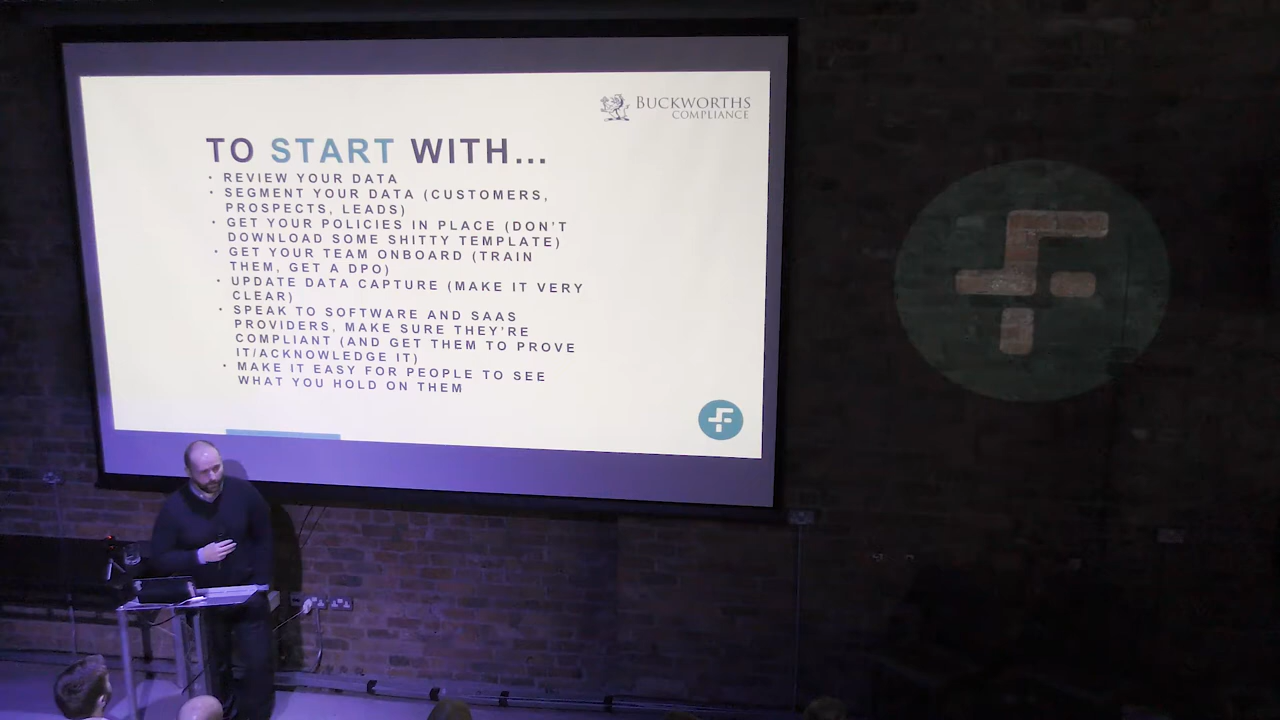 BUCKWORTHS
COMPLIANCE
TO START WITH...
• REVIEW YOUR DATA
• SEGMENT YOUR DATA (CUSTOMERS,
PROSPECTS, LEADS)
• GET YOUR POLICIES IN PLACE (DON'T
DOWNLOAD SOME SHITTY TEMPLATE)
• GET YOUR TEAM ONBOARD (TRAIN
THEM, GET A DPO)
• UPDATE DATA CAPTURE (MAKE IT VERY
CLEAR)
• SPEAK TO SOFTWARE AND SAAS
PROVIDERS, MAKE SURE THEY'RE
COMPLIANT (AND GET THEM TO PROVE
IT/ACKNOWLEDGE IT)
• MAKE IT EASY FOR PEOPLE TO SEE
WHAT YOU HOLD ON THEM